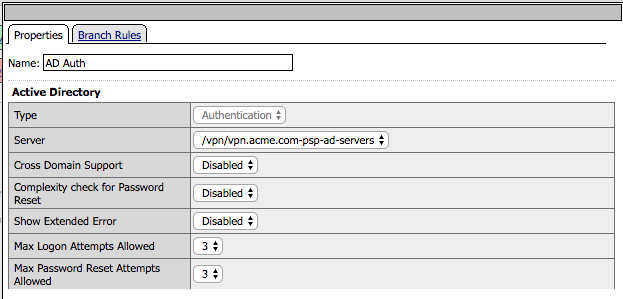 Properties Branch Rules
Name: AD Auth
Active Directory
Type Authentication
Server /vpn/vpn.acme.com-psp-ad-servers
Cross Domain Support Disabled
Complexity check for Password
Reset Disabled
Show Extended Error Disabled
Max Logon Attempts Allowed 3
Max Password Reset Attempts
Allowed 3